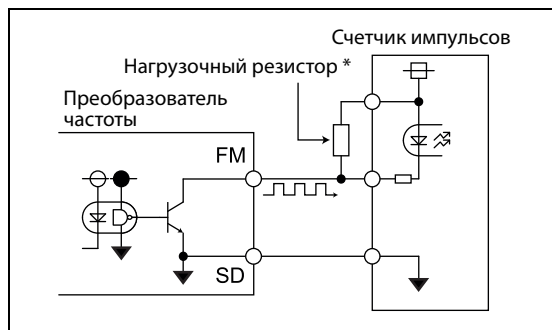 Счетчик импульсов
Нагрузочный резистор *
Преобразователь
частоты
FM
SD